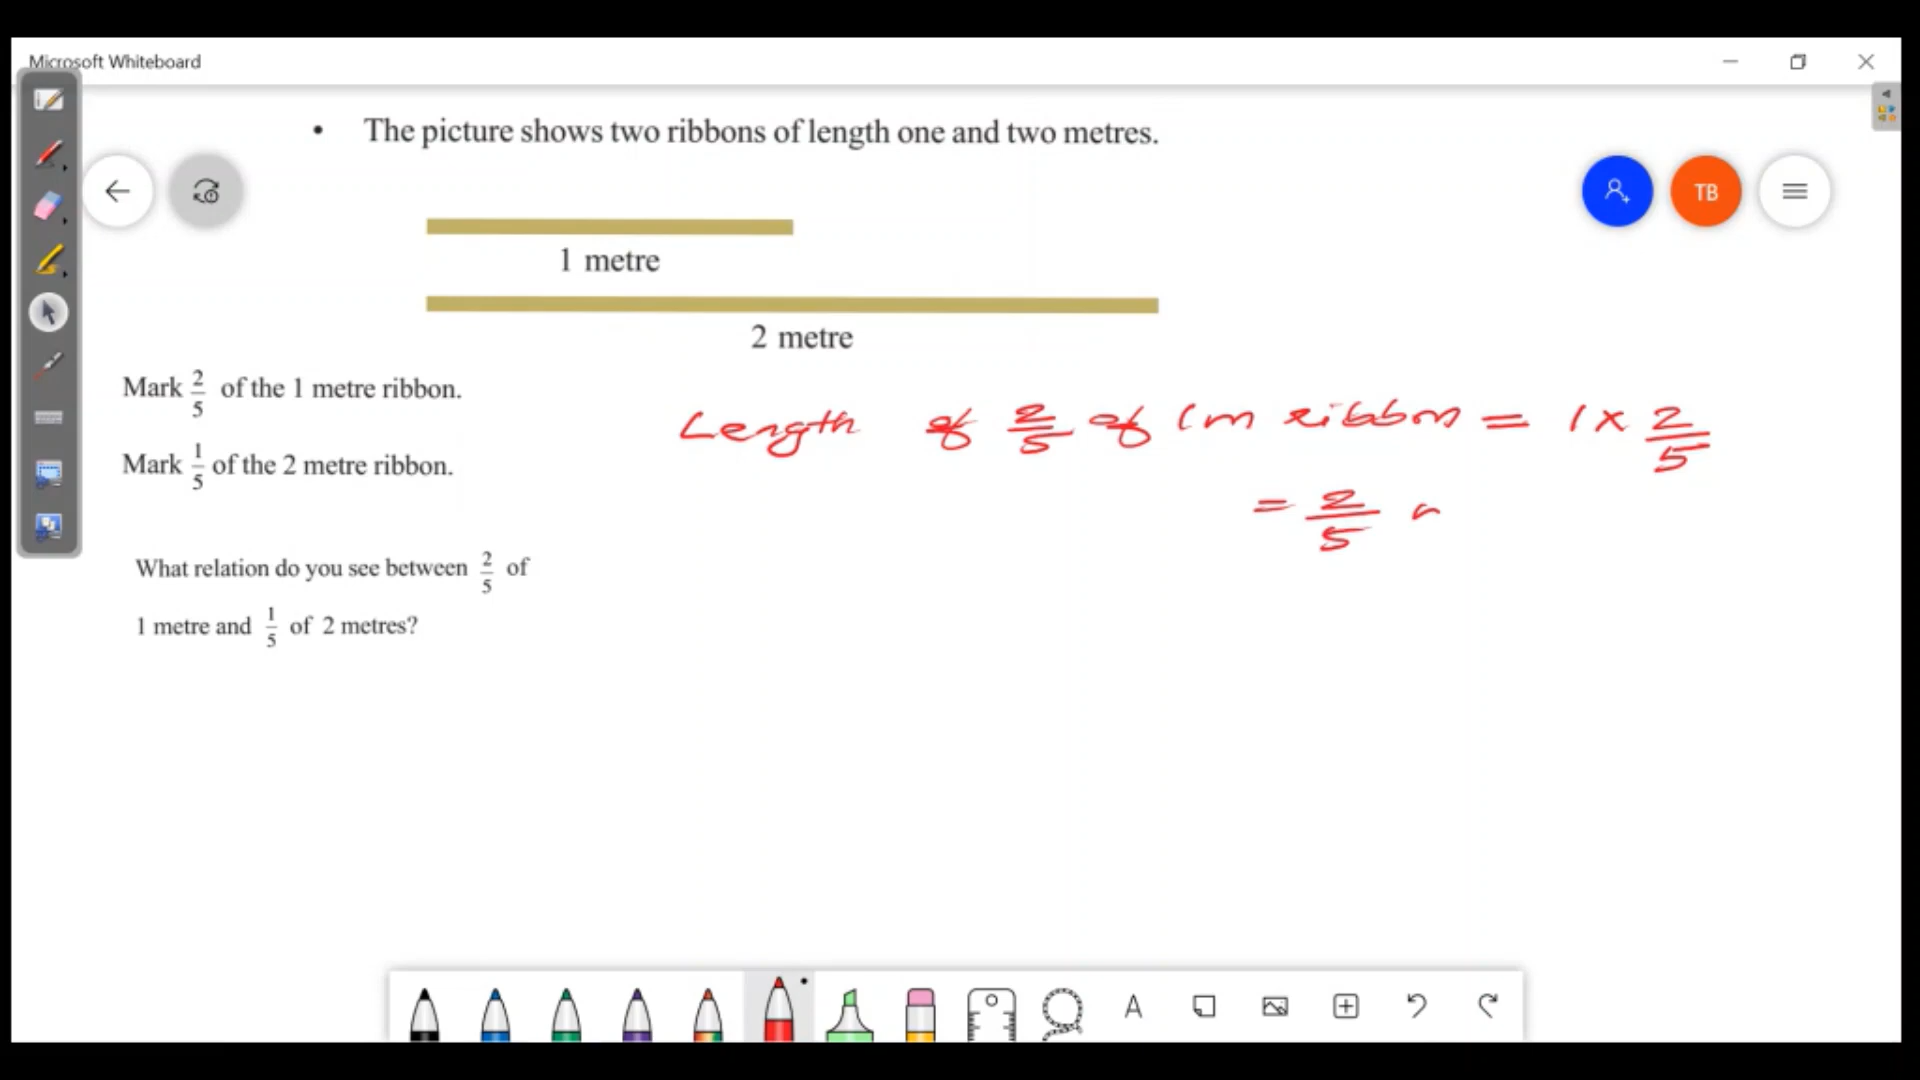 Microsoft Whiteboard
• The picture shows two ribbons of length one and two metres.
TB
1 metre
2 metre
Mark 2/5 of the 1 metre ribbon.
Length of 2/5 of 1m ribbon = 1 x 2/5
Mark 1/5 of the 2 metre ribbon.
= 2/5
What relation do you see between 2/5 of
1 metre and 1/5 of 2 metres?
A